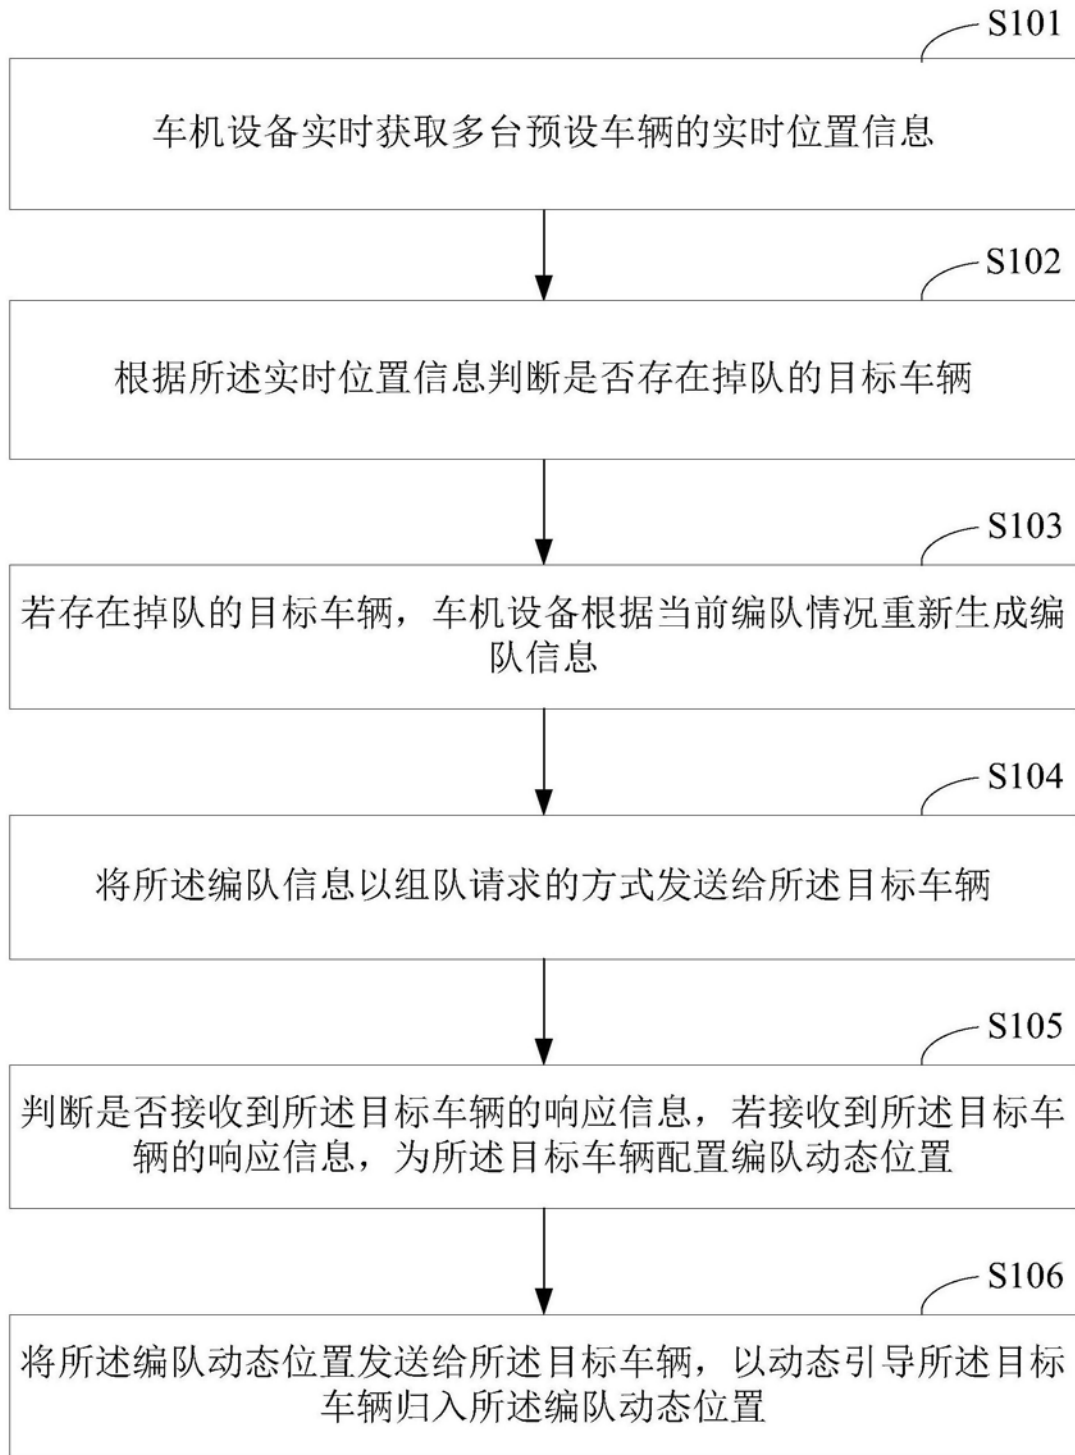 S101
车机设备实时获取多台预设车辆的实时位置信息
S102
根据所述实时位置信息判断是否存在掉队的目标车辆
S103
若存在掉队的目标车辆，车机设备根据当前编队情况重新生成编
队信息
S104
将所述编队信息以组队请求的方式发送给所述目标车辆
S105
判断是否接收到所述目标车辆的响应信息，若接收到所述目标车
辆的响应信息，为所述目标车辆配置编队动态位置
S106
将所述编队动态位置发送给所述目标车辆，以动态引导所述目标
车辆归入所述编队动态位置